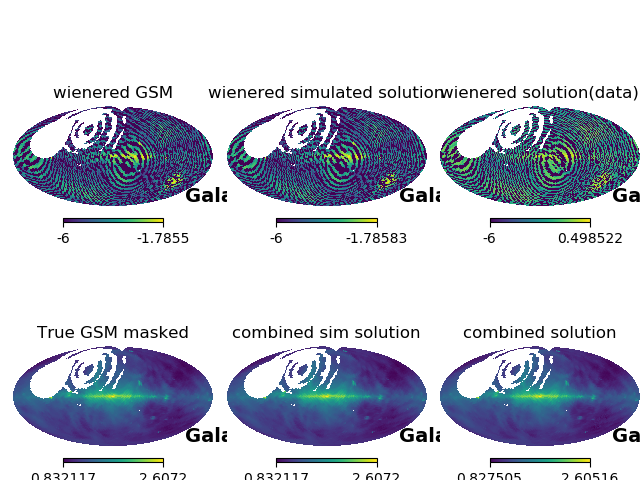 wienered GSM
wienered simulated solution
wienered solution(data)
Gala
Gala
Ga
-6
-1.7855
-6
-1.78583
-6
0.498522
True GSM masked
combined sim solution
combined solution
Gala
Gala
Ga
0.832117
2.6072
0.832117
2.6072
0.827505
2.60516